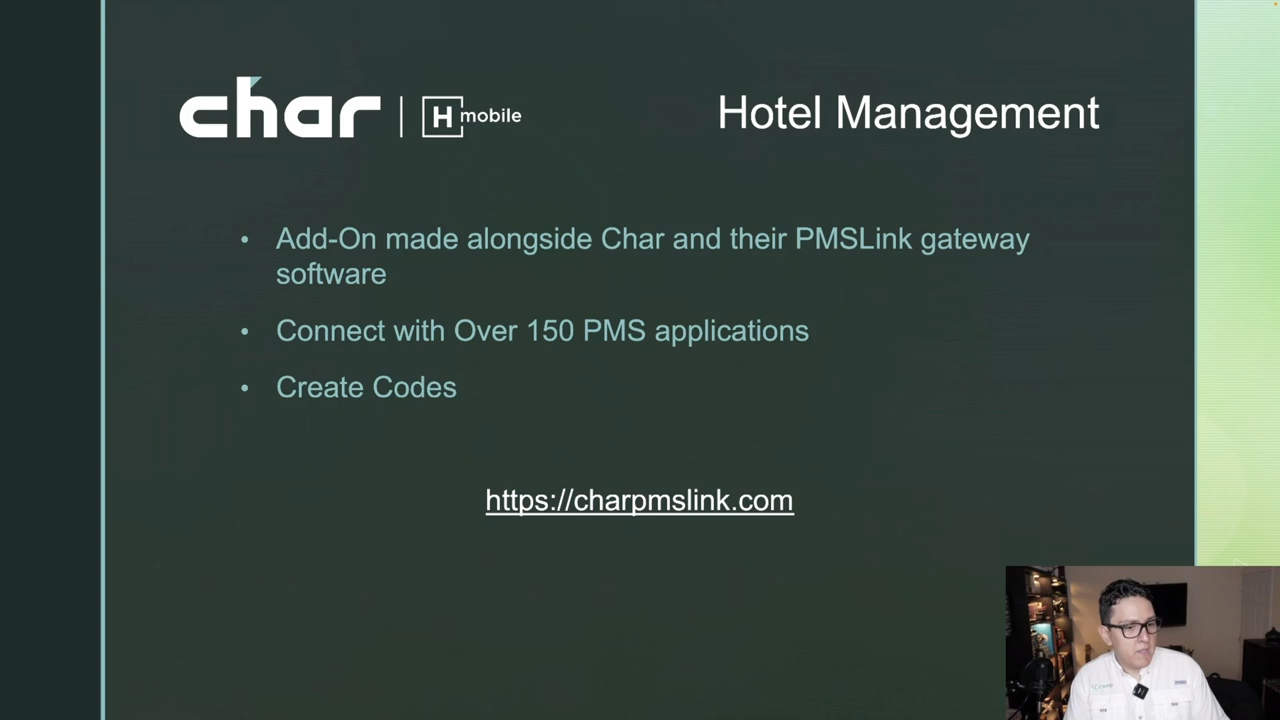 char | H mobile
Hotel Management
• Add-On made alongside Char and their PMSLink gateway
software
• Connect with Over 150 PMS applications
• Create Codes
https://charpmslink.com